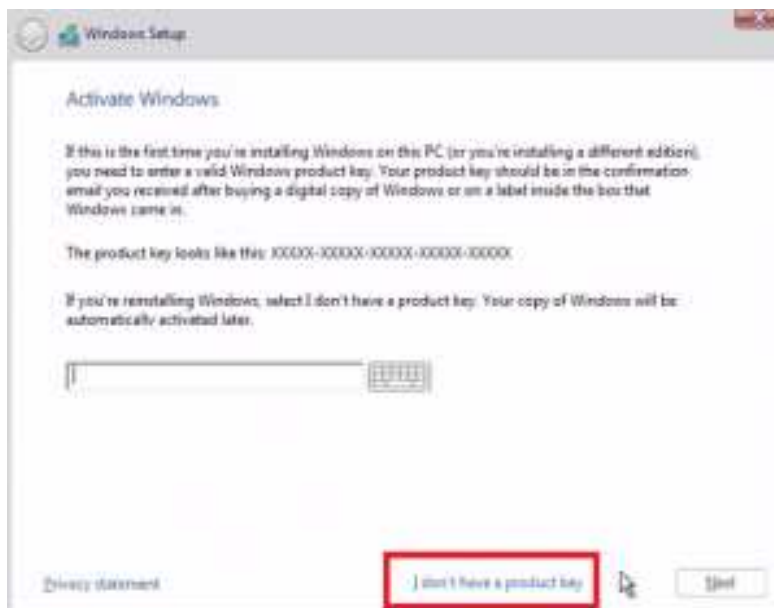 Windows Setup
Activate Windows
If this is the first time you're installing Windows on this PC (or you're installing a different edition),
you need to enter a valid Windows product key. Your product key should be in the confirmation
email you received after buying a digital copy of Windows or on a label inside the box that
Windows came in.
The product key looks like this: XXXXX-XXXXX-XXXXX-XXXXX-XXXXX
If you're reinstalling Windows, select I don't have a product key. Your copy of Windows will be
automatically activated later.
Privacy statement
I don't have a product key
Next